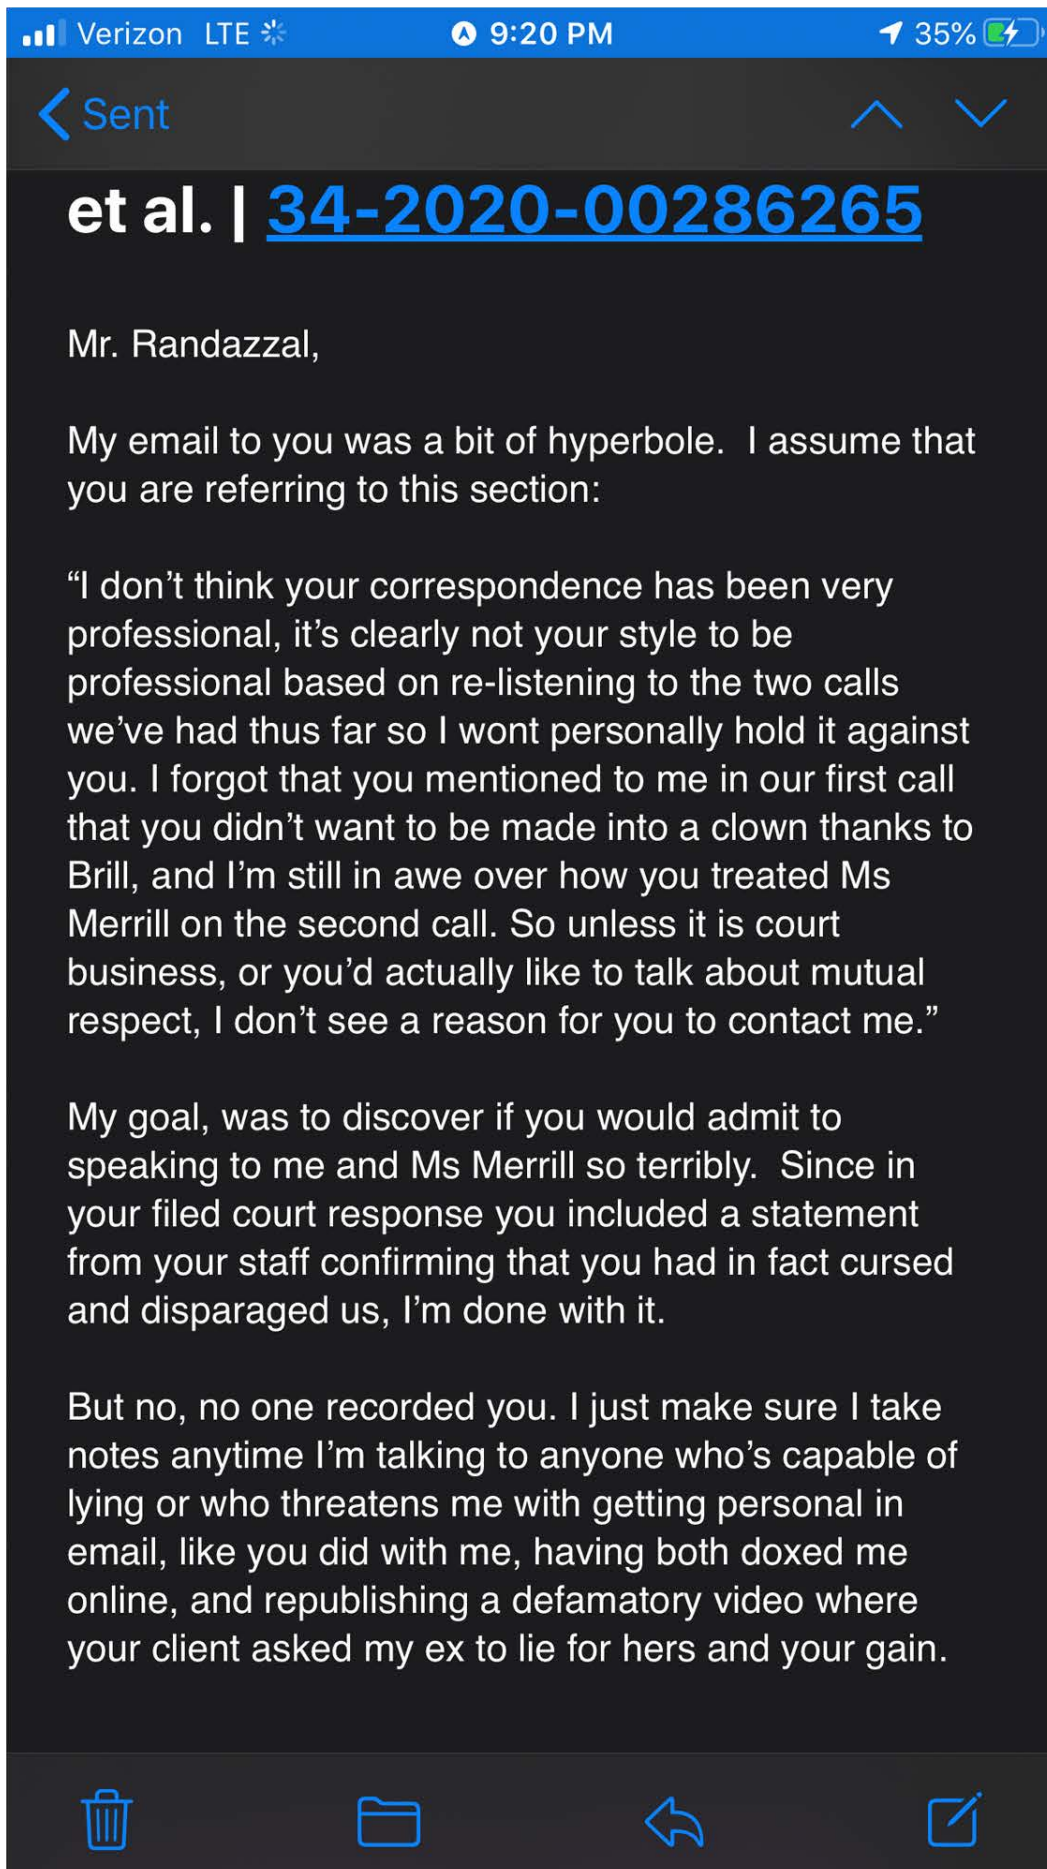 Verizon LTE 9:20 PM 35%
Sent
et al. | 34-2020-00286265
Mr. Randazzal,
My email to you was a bit of hyperbole.  I assume that
you are referring to this section:
“I don’t think your correspondence has been very
professional, it’s clearly not your style to be
professional based on re-listening to the two calls
we’ve had thus far so I wont personally hold it against
you. I forgot that you mentioned to me in our first call
that you didn’t want to be made into a clown thanks to
Brill, and I’m still in awe over how you treated Ms
Merrill on the second call. So unless it is court
business, or you’d actually like to talk about mutual
respect, I don’t see a reason for you to contact me.”
My goal, was to discover if you would admit to
speaking to me and Ms Merrill so terribly.  Since in
your filed court response you included a statement
from your staff confirming that you had in fact cursed
and disparaged us, I’m done with it.
But no, no one recorded you. I just make sure I take
notes anytime I’m talking to anyone who’s capable of
lying or who threatens me with getting personal in
email, like you did with me, having both doxed me
online, and republishing a defamatory video where
your client asked my ex to lie for hers and your gain.